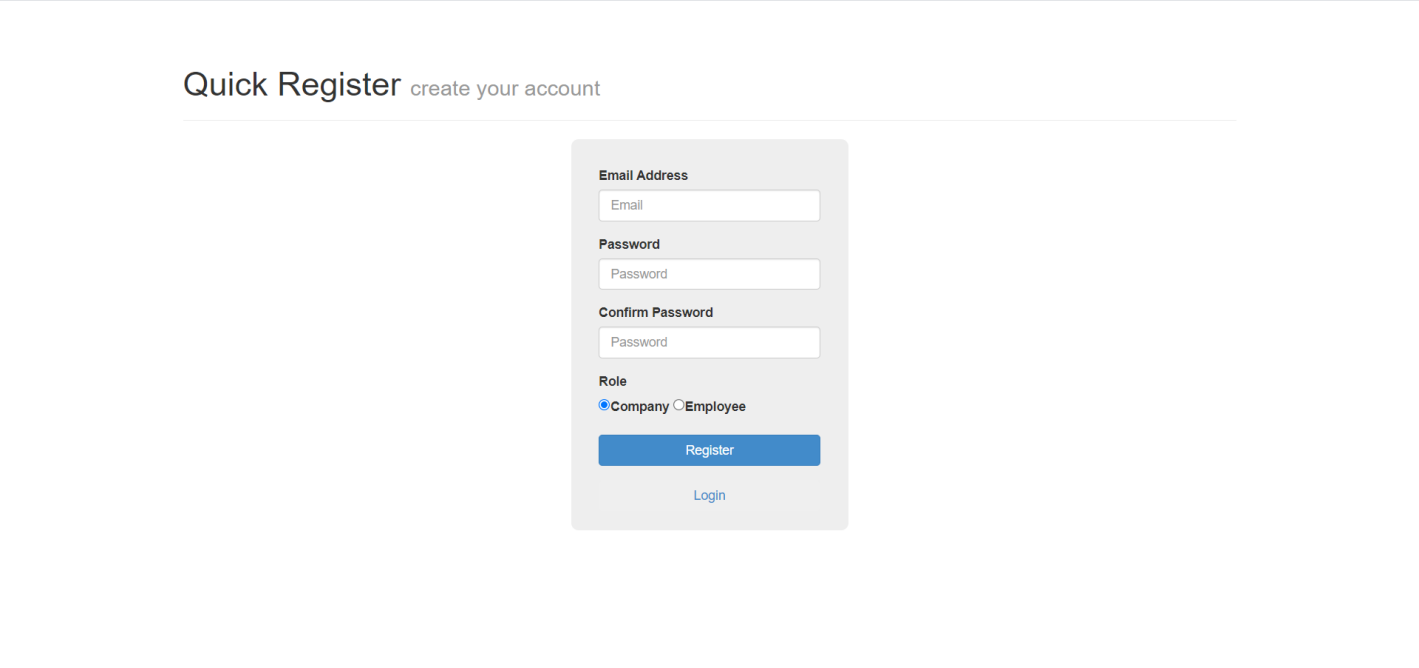 Quick Register create your account
Email Address
Email
Password
Password
Confirm Password
Password
Role
Company Employee
Register
Login